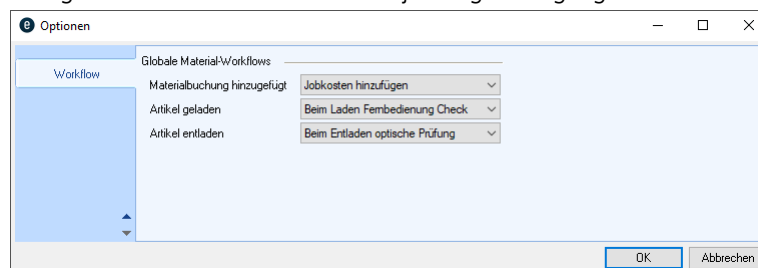 Optionen
Workflow
Globale Material-Workflows
Materialbuchung hinzugefügt Jobkosten hinzufügen
Artikel geladen Beim Laden Fernbedienung Check
Artikel entladen Beim Entladen optische Prüfung
OK Abbrechen